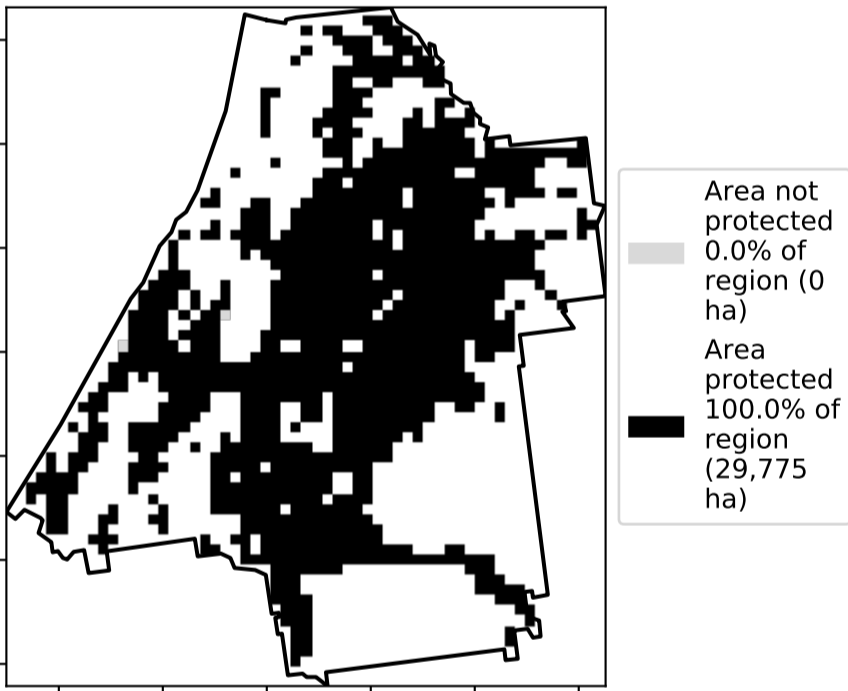 Area not
protected
0.0% of
region (0
ha)
Area
protected
100.0% of
region
(29,775
ha)